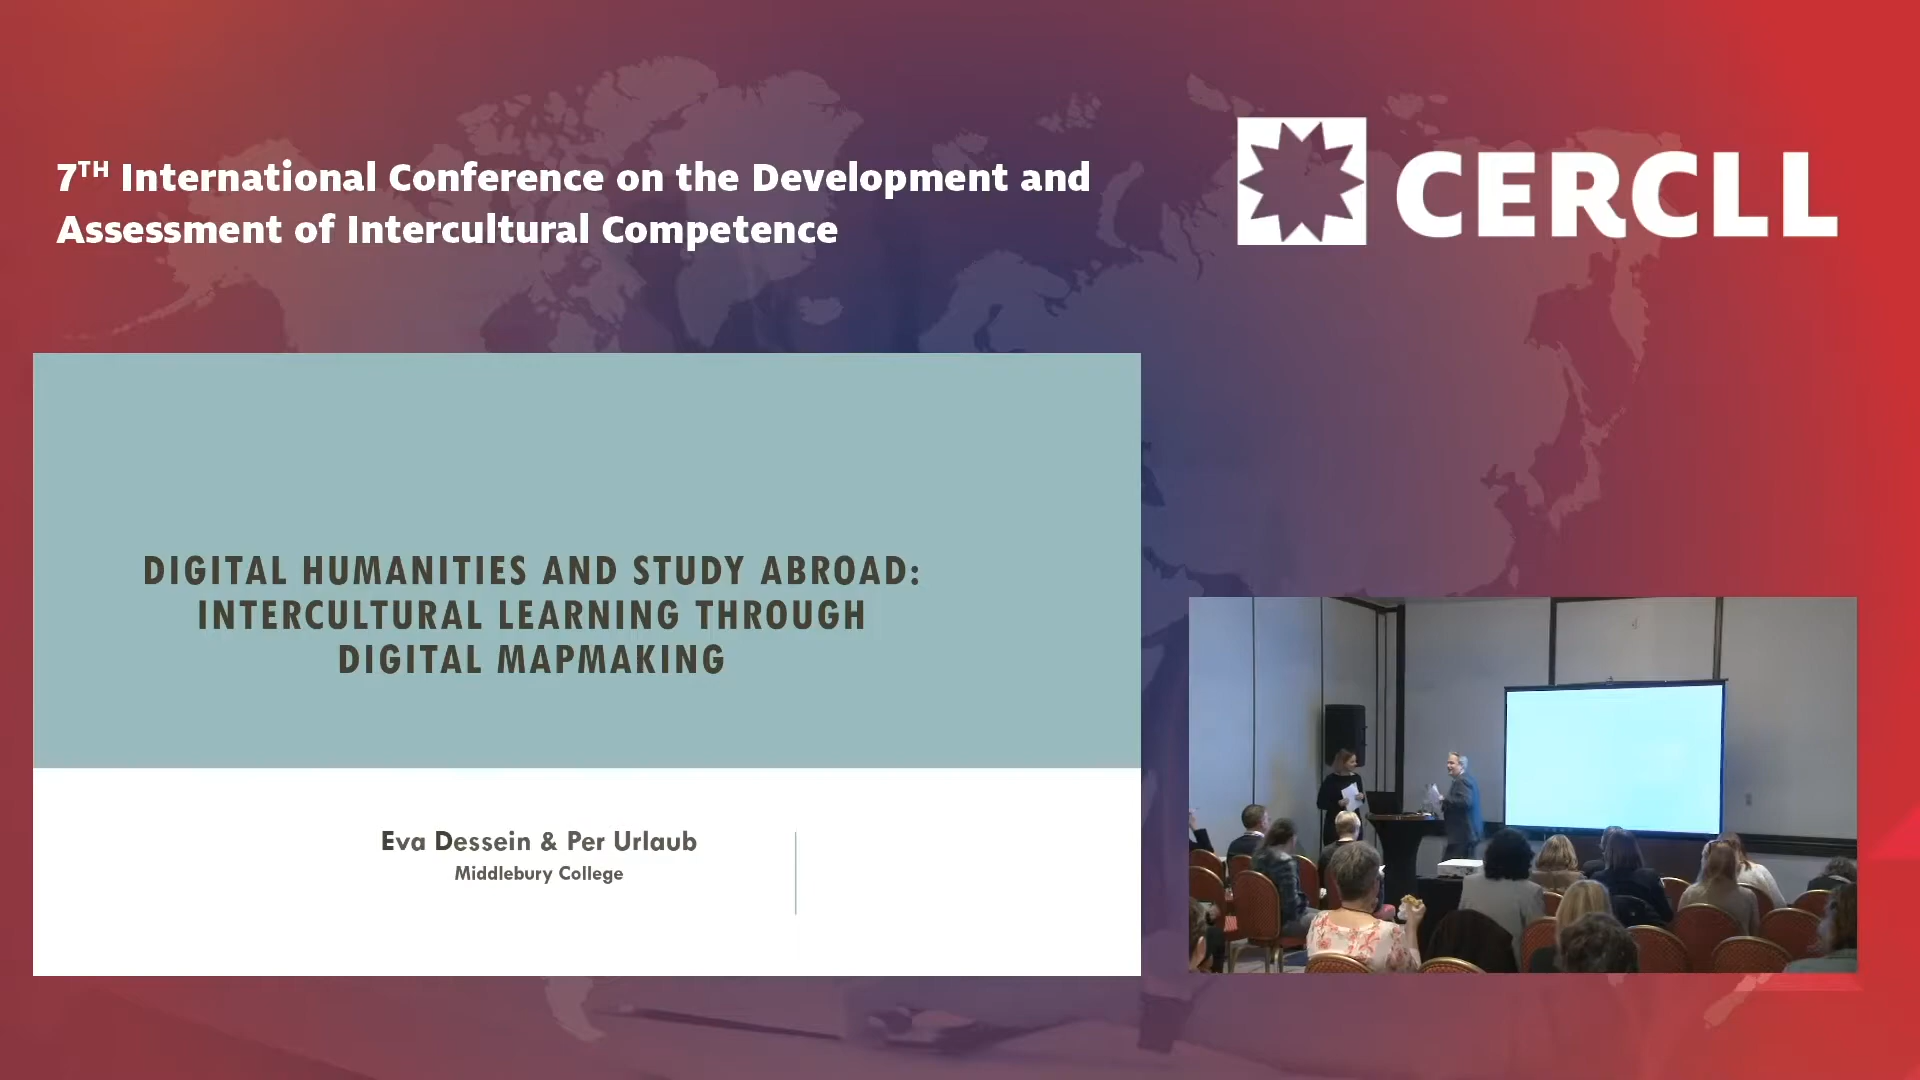 7TH International Conference on the Development and
Assessment of Intercultural Competence
CERCLL
DIGITAL HUMANITIES AND STUDY ABROAD:
INTERCULTURAL LEARNING THROUGH
DIGITAL MAPMAKING
Eva Dessein & Per Urlaub
Middlebury College